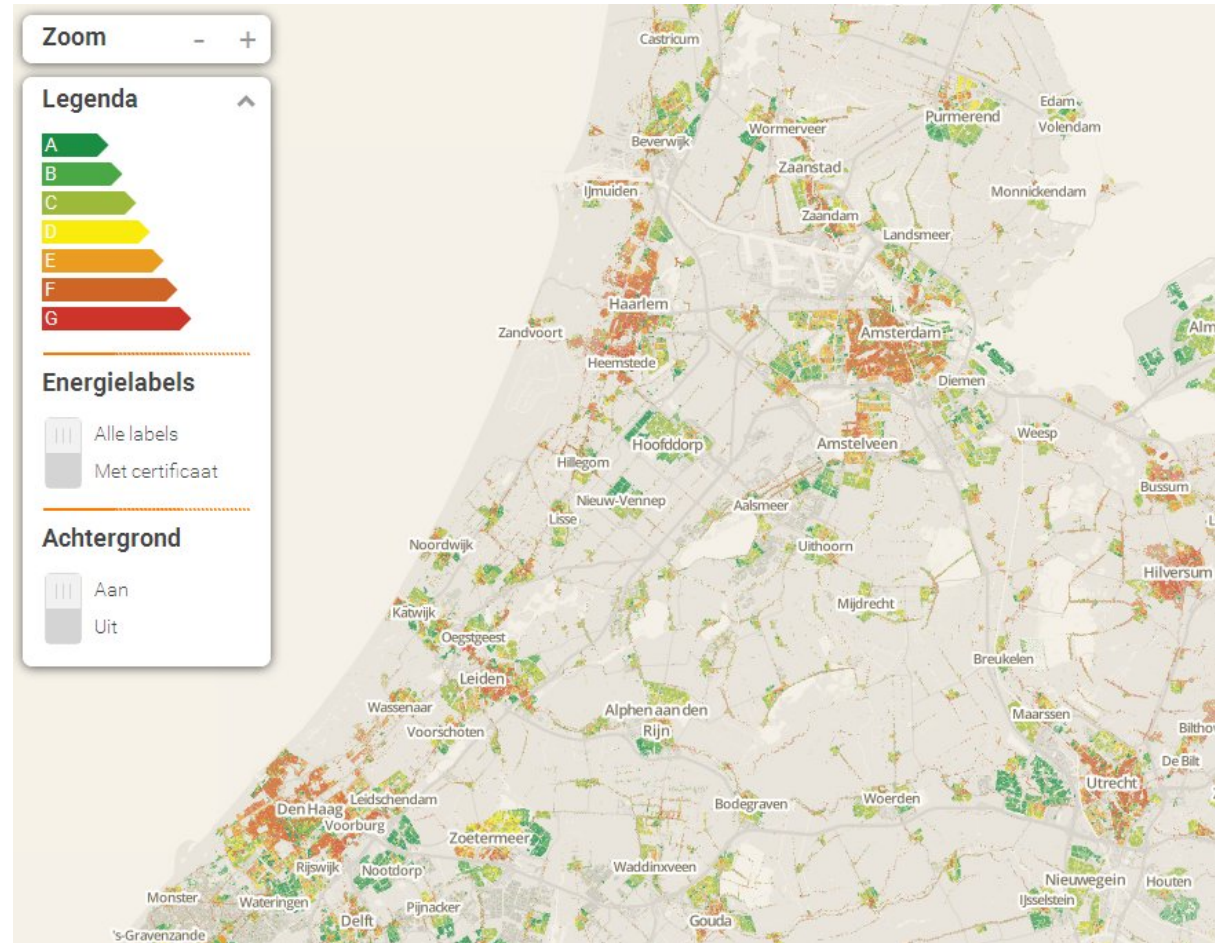 Zoom - +
Legenda
A
B
C
D
E
F
G
Energielabels
Alle labels
Met certificaat
Achtergrond
Aan
Uit
Castricum
Edam
Purmerend
Volendam
Wormerveer
Beverwijk
Zaanstad
IJmuiden
Monnickendam
Zaandam
Landsmeer
Haarlem
Alm
Zandvoort
Amsterdam
Heemstede
Diemen
Weesp
Hoofddorp
Amstelveen
Hillegom
Bussum
Nieuw-Vennep
Aalsmeer
Lisse
L
Noordwijk
Uithoorn
Hilversum
Mijdrecht
Katwijk
Oegstgeest
Breukelen
Leiden
Wassenaar
Alphen aan den
Rijn
Maarssen
Voorschoten
Bilthov
De Bilt
Utrecht
Leidschendam
Den Haag
Bodegraven
Woerden
Voorburg
Zoetermeer
Rijswijk
Nootdorp
Waddinxveen
Nieuwegein
Houten
Monster
Wateringen
Pijnacker
IJsselstein
Delft
Gouda
's-Gravenzande